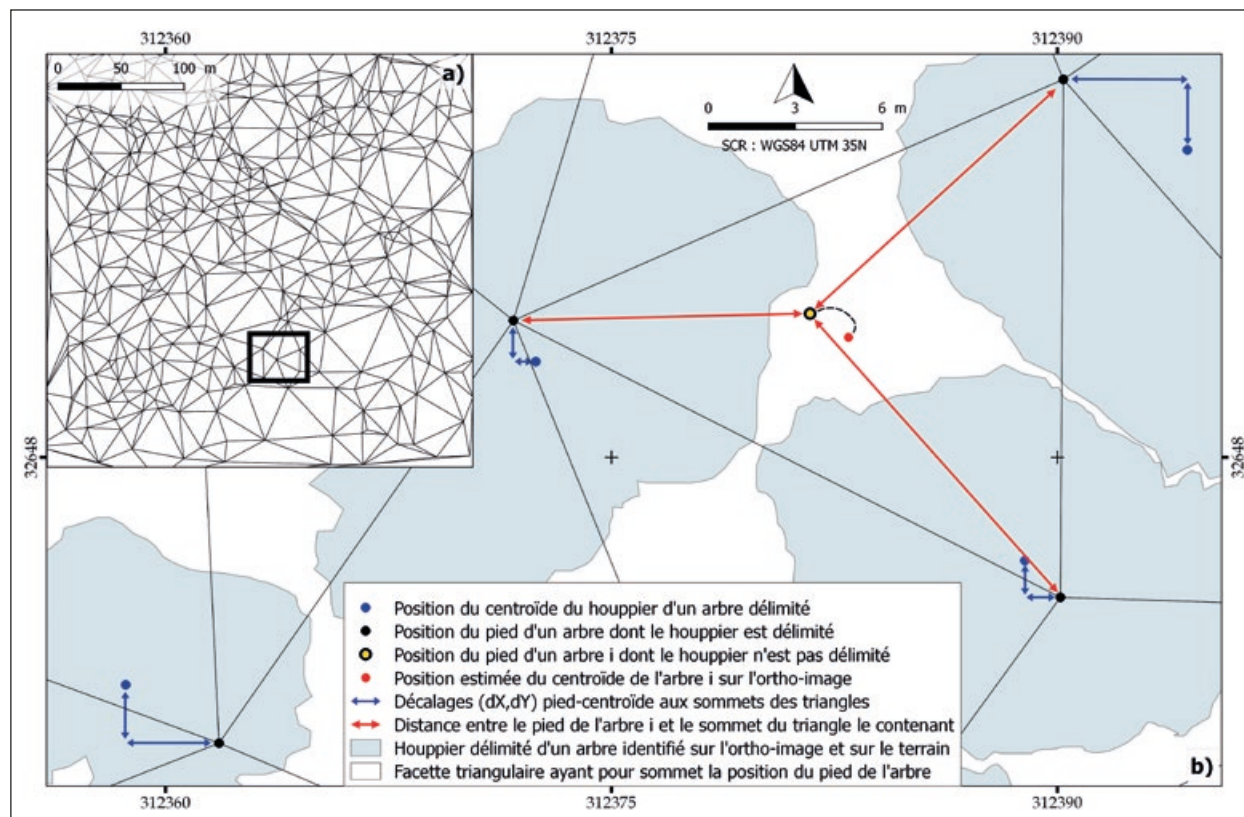 312360 312375 312390
0 50 100 m
a)
0 3 6 m
SCR : WGS84 UTM 35N
32648 32648
Position du centroïde du houppier d'un arbre délimité
Position du pied d'un arbre dont le houppier est délimité
Position du pied d'un arbre i dont le houppier n'est pas délimité
Position estimée du centroïde de l'arbre i sur l'ortho-image
Décalages (dX,dY) pied-centroïde aux sommets des triangles
Distance entre le pied de l'arbre i et le sommet du triangle le contenant
Houppier délimité d'un arbre identifié sur l'ortho-image et sur le terrain
Facette triangulaire ayant pour sommet la position du pied de l'arbre
b)
312360 312375 312390